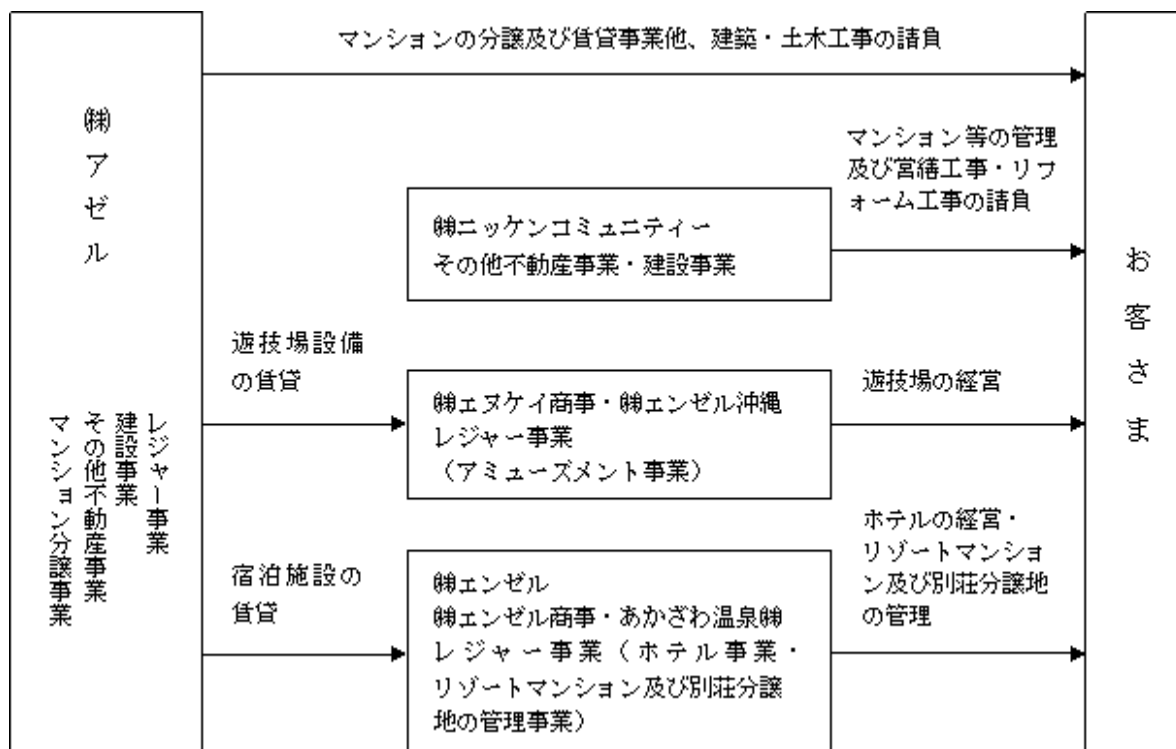 マンションの分譲及び賃貸事業他、建築・土木工事の請負
㈱アゼル
マンション分譲事業
その他不動産事業
建設事業
レジャー事業
マンション等の管理
及び営繕工事・リフ
ォーム工事の請負
㈱ニッケンコミュニティー
その他不動産事業・建設事業
遊技場設備
の賃貸
㈱エヌケイ商事・㈱エンゼル沖縄
レジャー事業
（アミューズメント事業）
遊技場の経営
宿泊施設の
賃貸
㈱エンゼル
㈱エンゼル商事・あかざわ温泉㈱
レジャー事業（ホテル事業・
リゾートマンション及び別荘分譲
地の管理事業）
ホテルの経営・
リゾートマンショ
ン及び別荘分譲地
の管理
お客さま